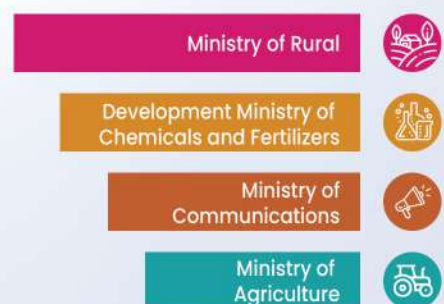 Ministry of Rural
Development Ministry of
Chemicals and Fertilizers
Ministry of
Communications
Ministry of
Agriculture